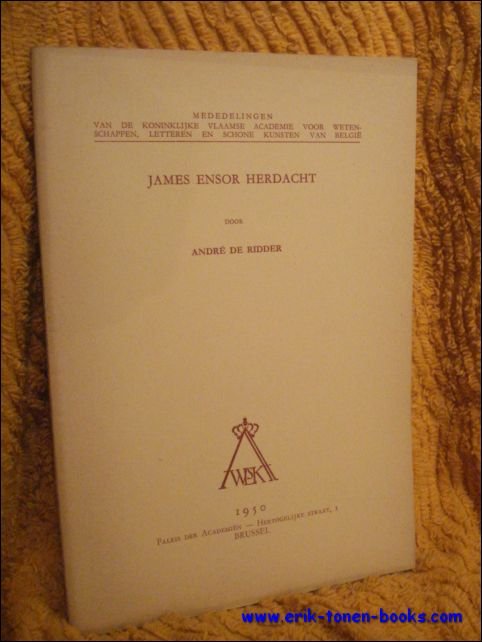 MEDEDELINGEN
VAN DE KONINKLIJKE VLAAMSE ACADEMIE VOOR WETEN-
SCHAPPEN, LETTEREN EN SCHONE KUNSTEN VAN BELGIË
JAMES ENSOR HERDACHT
DOOR
ANDRÉ DE RIDDER
1950
PALEIS DER ACADEMIËN — HERTOGELIJKE STRAAT, 1
BRUSSEL
www.erik-tonen-books.com